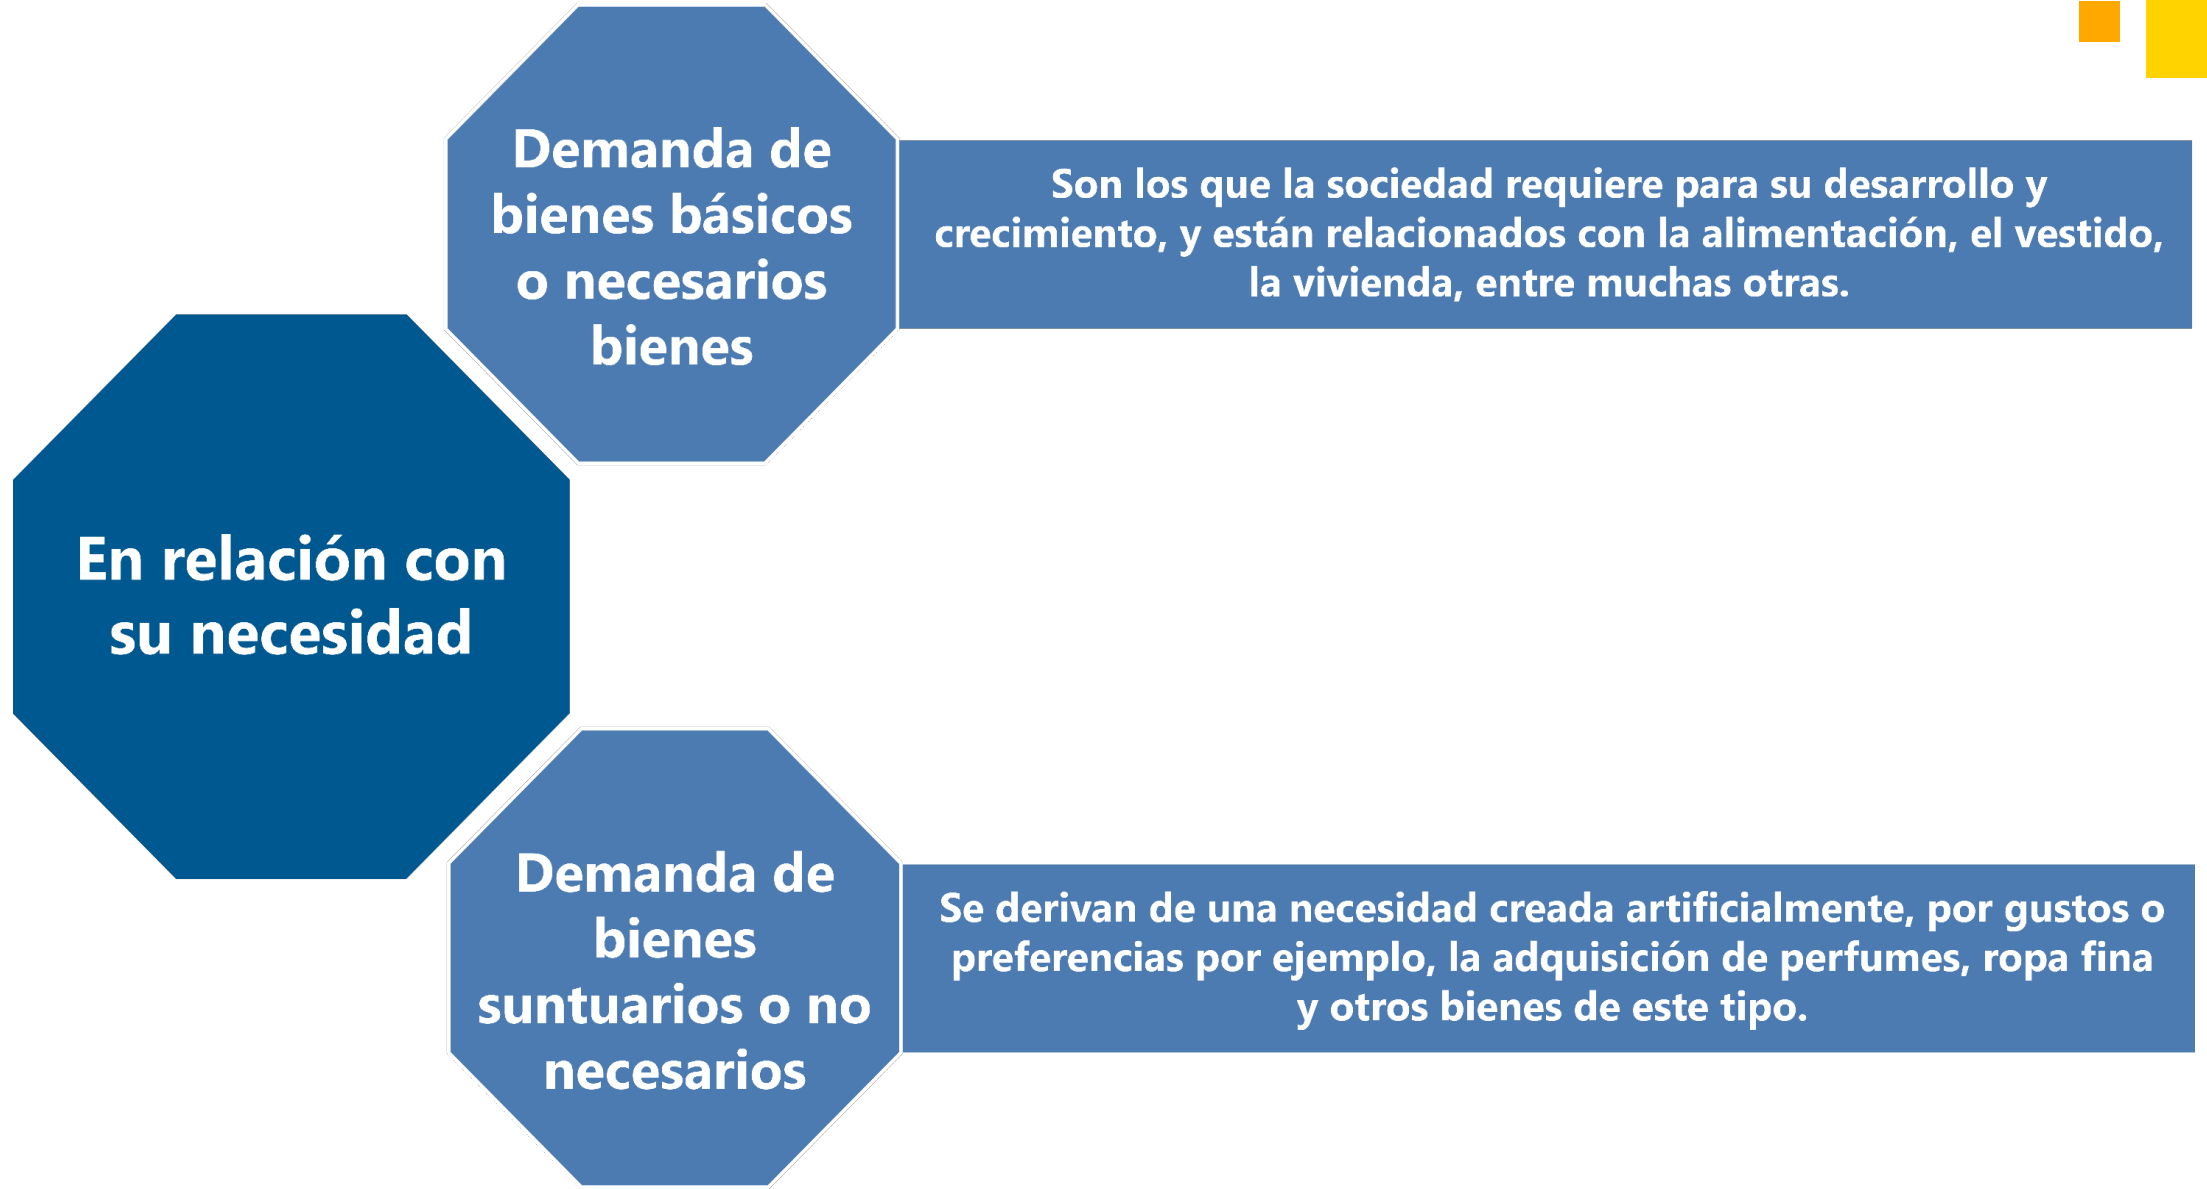 En relación con
su necesidad
Demanda de
bienes básicos
o necesarios
bienes
Son los que la sociedad requiere para su desarrollo y
crecimiento, y están relacionados con la alimentación, el vestido,
la vivienda, entre muchas otras.
Demanda de
bienes
suntuarios o no
necesarios
Se derivan de una necesidad creada artificialmente, por gustos o
preferencias por ejemplo, la adquisición de perfumes, ropa fina
y otros bienes de este tipo.